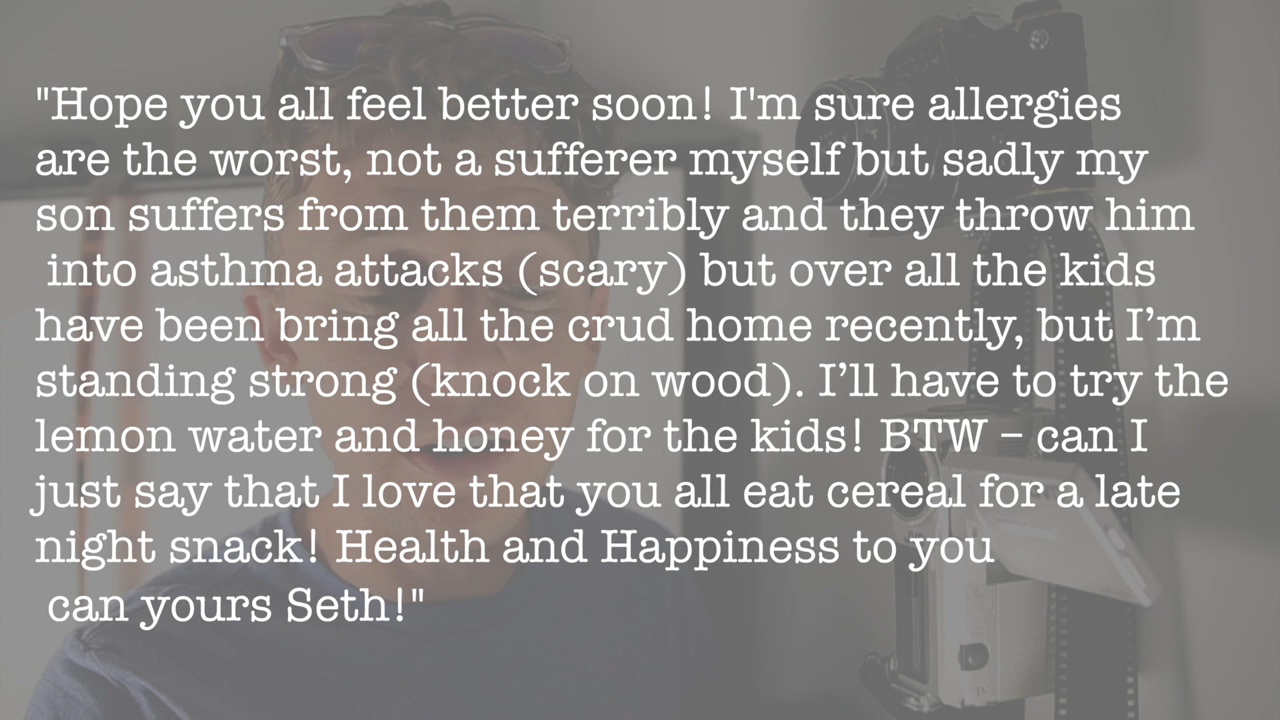 "Hope you all feel better soon! I'm sure allergies
are the worst, not a sufferer myself but sadly my
son suffers from them terribly and they throw him
into asthma attacks (scary) but over all the kids
have been bring all the crud home recently, but I’m
standing strong (knock on wood). I’ll have to try the
lemon water and honey for the kids! BTW – can I
just say that I love that you all eat cereal for a late
night snack! Health and Happiness to you
can yours Seth!"